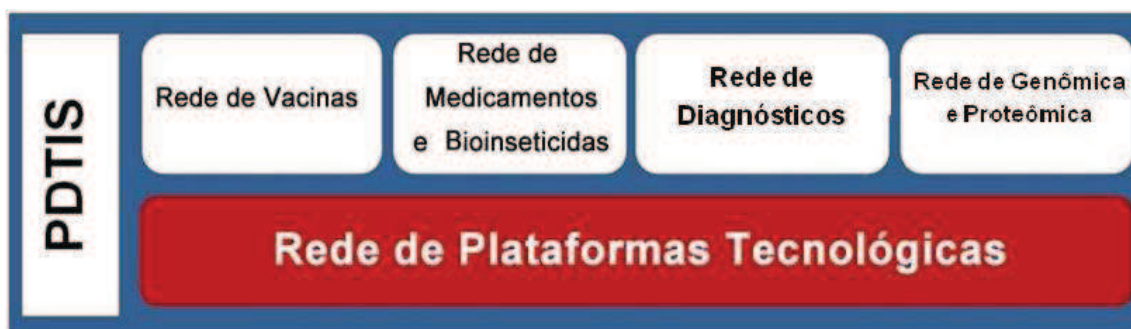 PDTIS
Rede de Vacinas
Rede de
Medicamentos
e Bioinseticidas
Rede de
Diagnósticos
Rede de Genômica
e Proteômica
Rede de Plataformas Tecnológicas